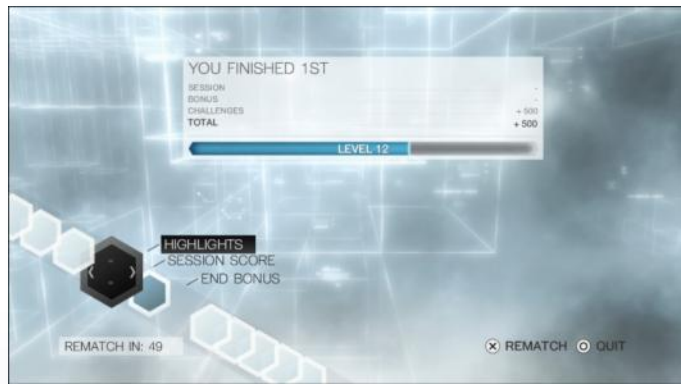 YOU FINISHED 1ST
SESSION -
BONUS -
CHALLENGES + 500
TOTAL + 500
LEVEL 12
HIGHLIGHTS
SESSION SCORE
END BONUS
REMATCH IN: 49
X REMATCH O QUIT